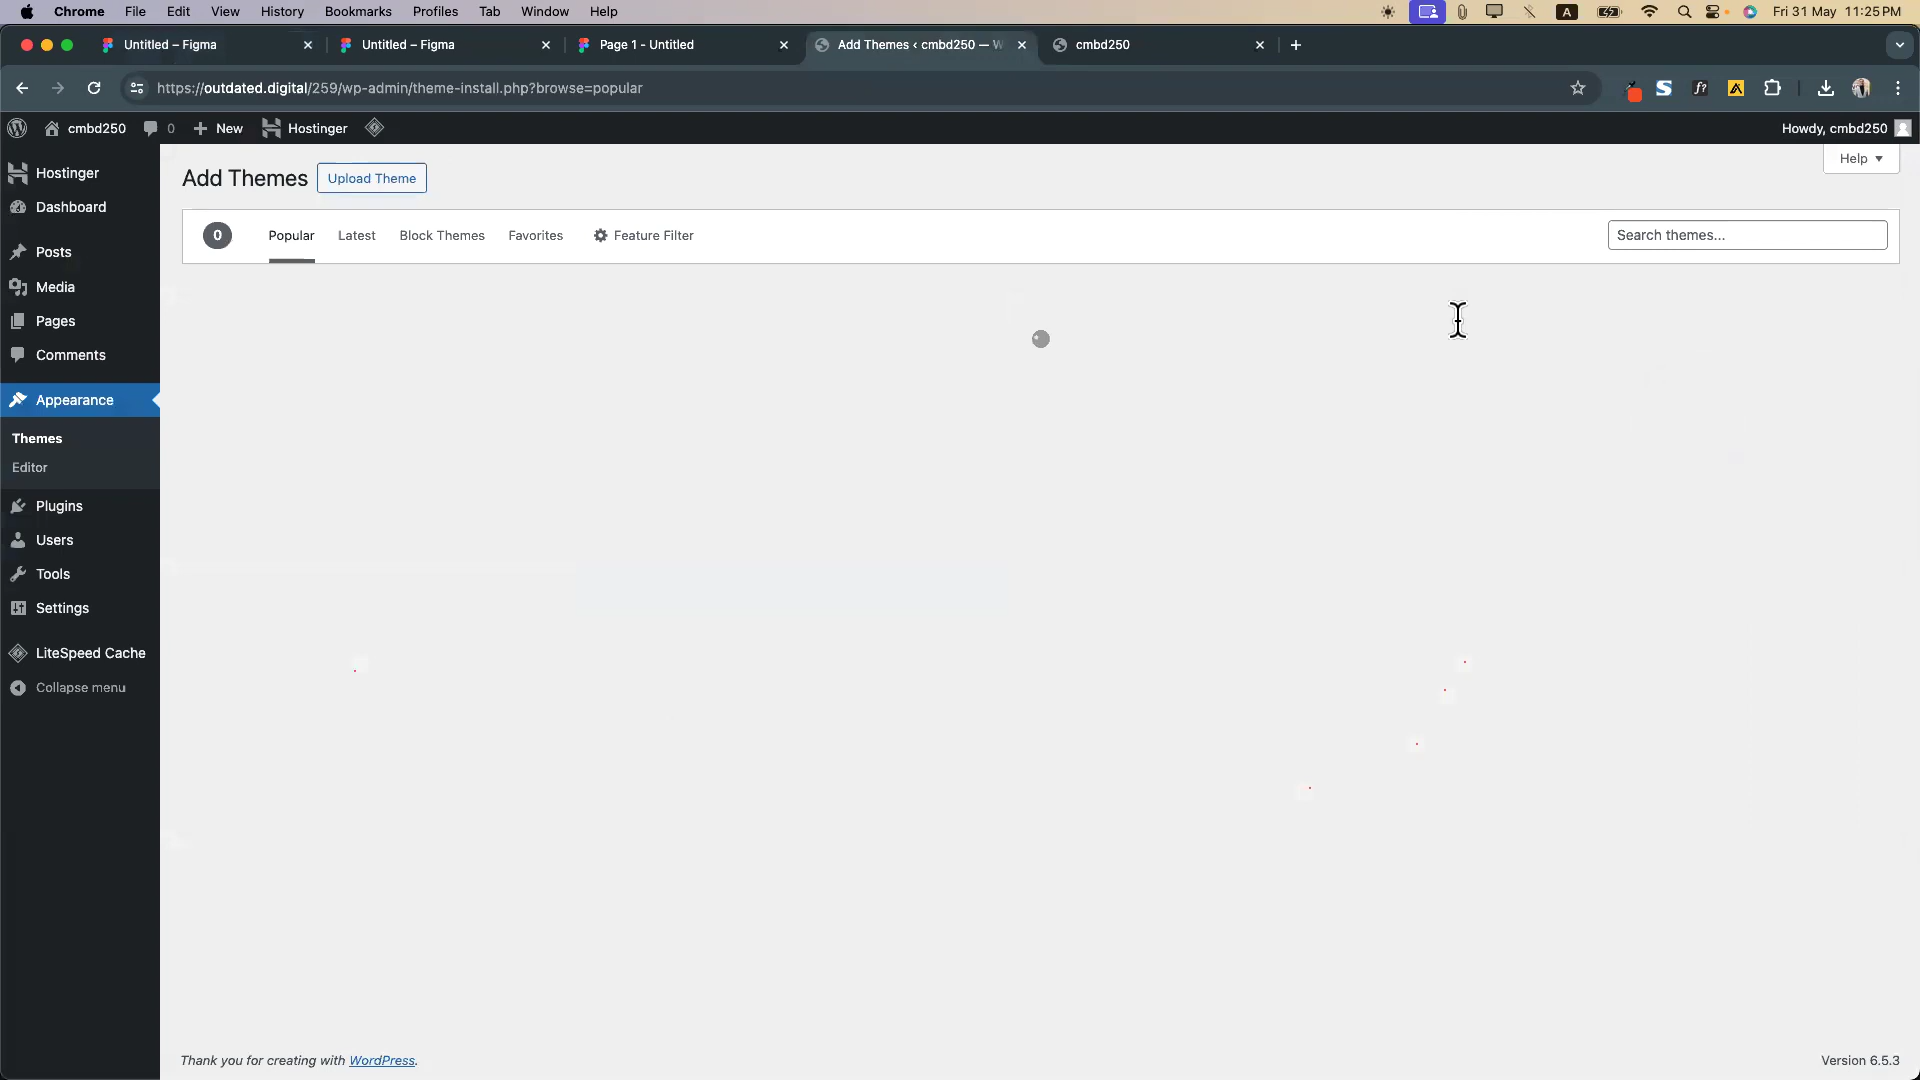 Chrome File Edit View History Bookmarks Profiles Tab Window Help A Fri 31 May 11:25 PM
Untitled – Figma Untitled – Figma Page 1 - Untitled Add Themes ‹ cmbd250 — W cmbd250
https://outdated.digital/259/wp-admin/theme-install.php?browse=popular
cmbd250 0 + New Hostinger Howdy, cmbd250
Help ▼
Add Themes Upload Theme
0 Popular Latest Block Themes Favorites Feature Filter Search themes...
Hostinger
Dashboard
Posts
Media
Pages
Comments
Appearance
Themes
Editor
Plugins
Users
Tools
Settings
LiteSpeed Cache
Collapse menu
Thank you for creating with WordPress. Version 6.5.3